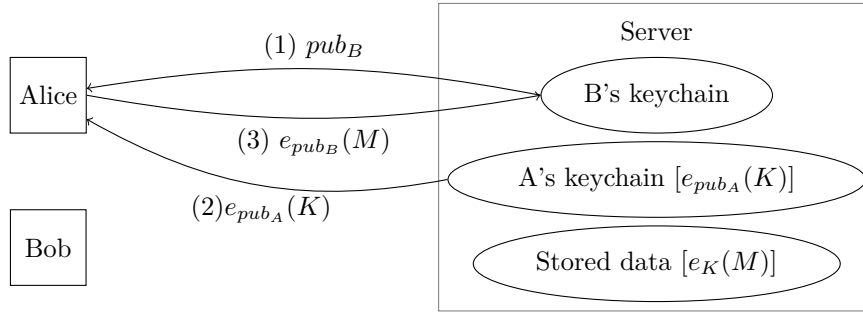 Server
(1) pub_B
Alice
B's keychain
(3) e_{pub_B}(M)
A's keychain [e_{pub_A}(K)]
(2)e_{pub_A}(K)
Bob
Stored data [e_K(M)]